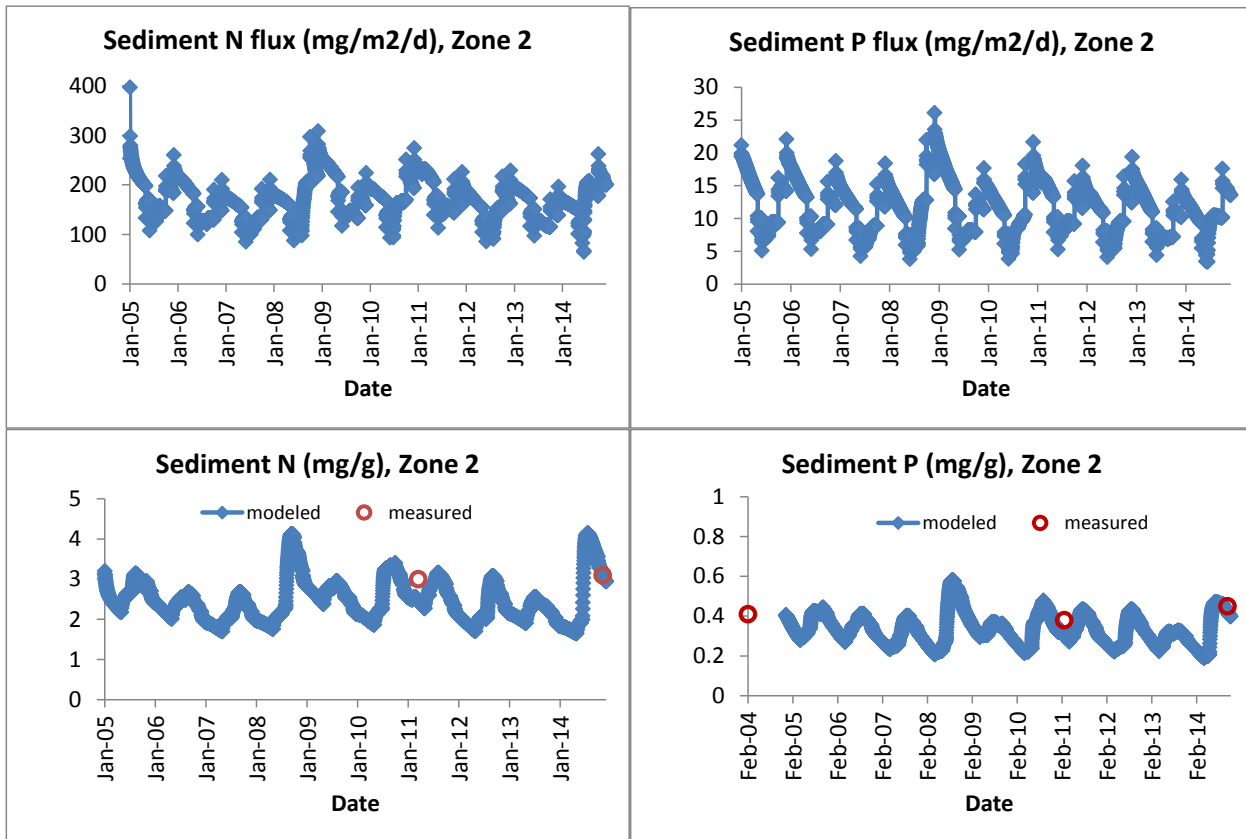 Sediment N flux (mg/m2/d), Zone 2
400
300
200
100
0
Jan-05
Jan-06
Jan-07
Jan-08
Jan-09
Jan-10
Jan-11
Jan-12
Jan-13
Jan-14
Date
Sediment P flux (mg/m2/d), Zone 2
30
25
20
15
10
5
0
Jan-05
Jan-06
Jan-07
Jan-08
Jan-09
Jan-10
Jan-11
Jan-12
Jan-13
Jan-14
Date
Sediment N (mg/g), Zone 2
modeled measured
5
4
3
2
1
0
Jan-05
Jan-06
Jan-07
Jan-08
Jan-09
Jan-10
Jan-11
Jan-12
Jan-13
Jan-14
Date
Sediment P (mg/g), Zone 2
modeled measured
1
0.8
0.6
0.4
0.2
0
Feb-04
Feb-05
Feb-06
Feb-07
Feb-08
Feb-09
Feb-10
Feb-11
Feb-12
Feb-13
Feb-14
Date